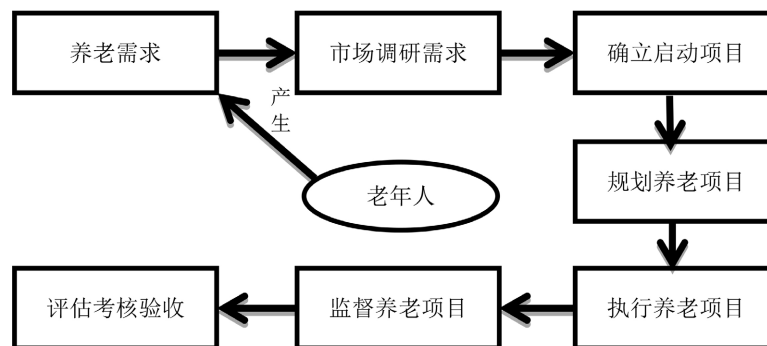 养老需求
市场调研需求
确立启动项目
产
生
老年人
规划养老项目
评估考核验收
监督养老项目
执行养老项目